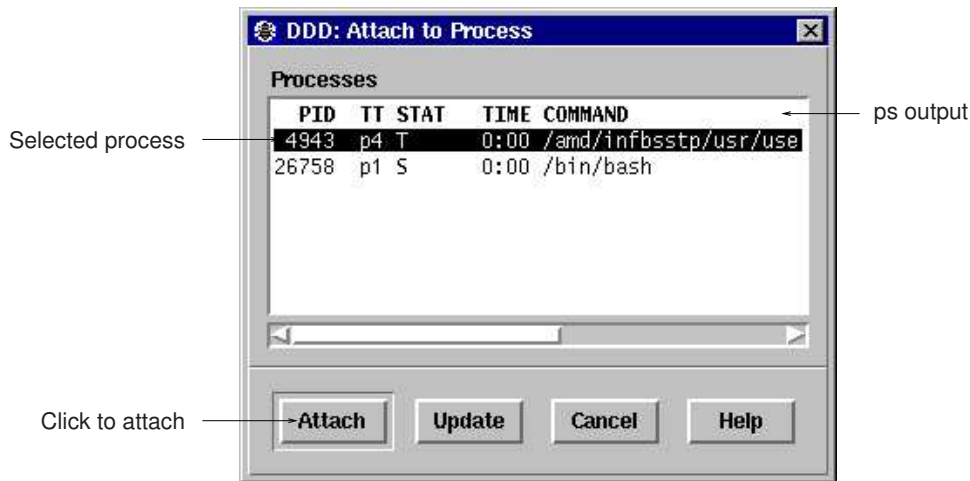 DDD: Attach to Process
Processes
PID TT STAT TIME COMMAND
ps output
Selected process
4943 p4 T 0:00 /amd/infbsstp/usr/use
26758 p1 S 0:00 /bin/bash
Click to attach
Attach Update Cancel Help